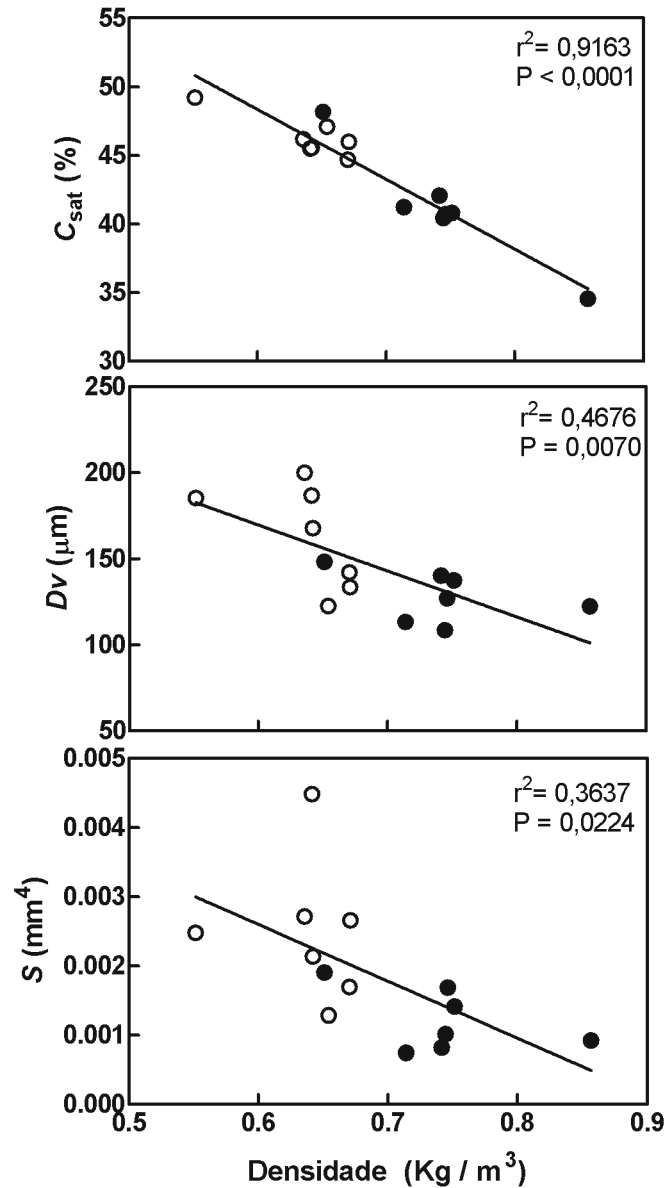 55
50
45
40
35
30
C_sat (%)
r²= 0,9163
P < 0,0001
250
200
150
100
50
Dv (μm)
r²= 0,4676
P = 0,0070
0.005
0.004
0.003
0.002
0.001
0.000
S (mm⁴)
r²= 0,3637
P = 0,0224
0.5 0.6 0.7 0.8 0.9
Densidade (Kg / m³)